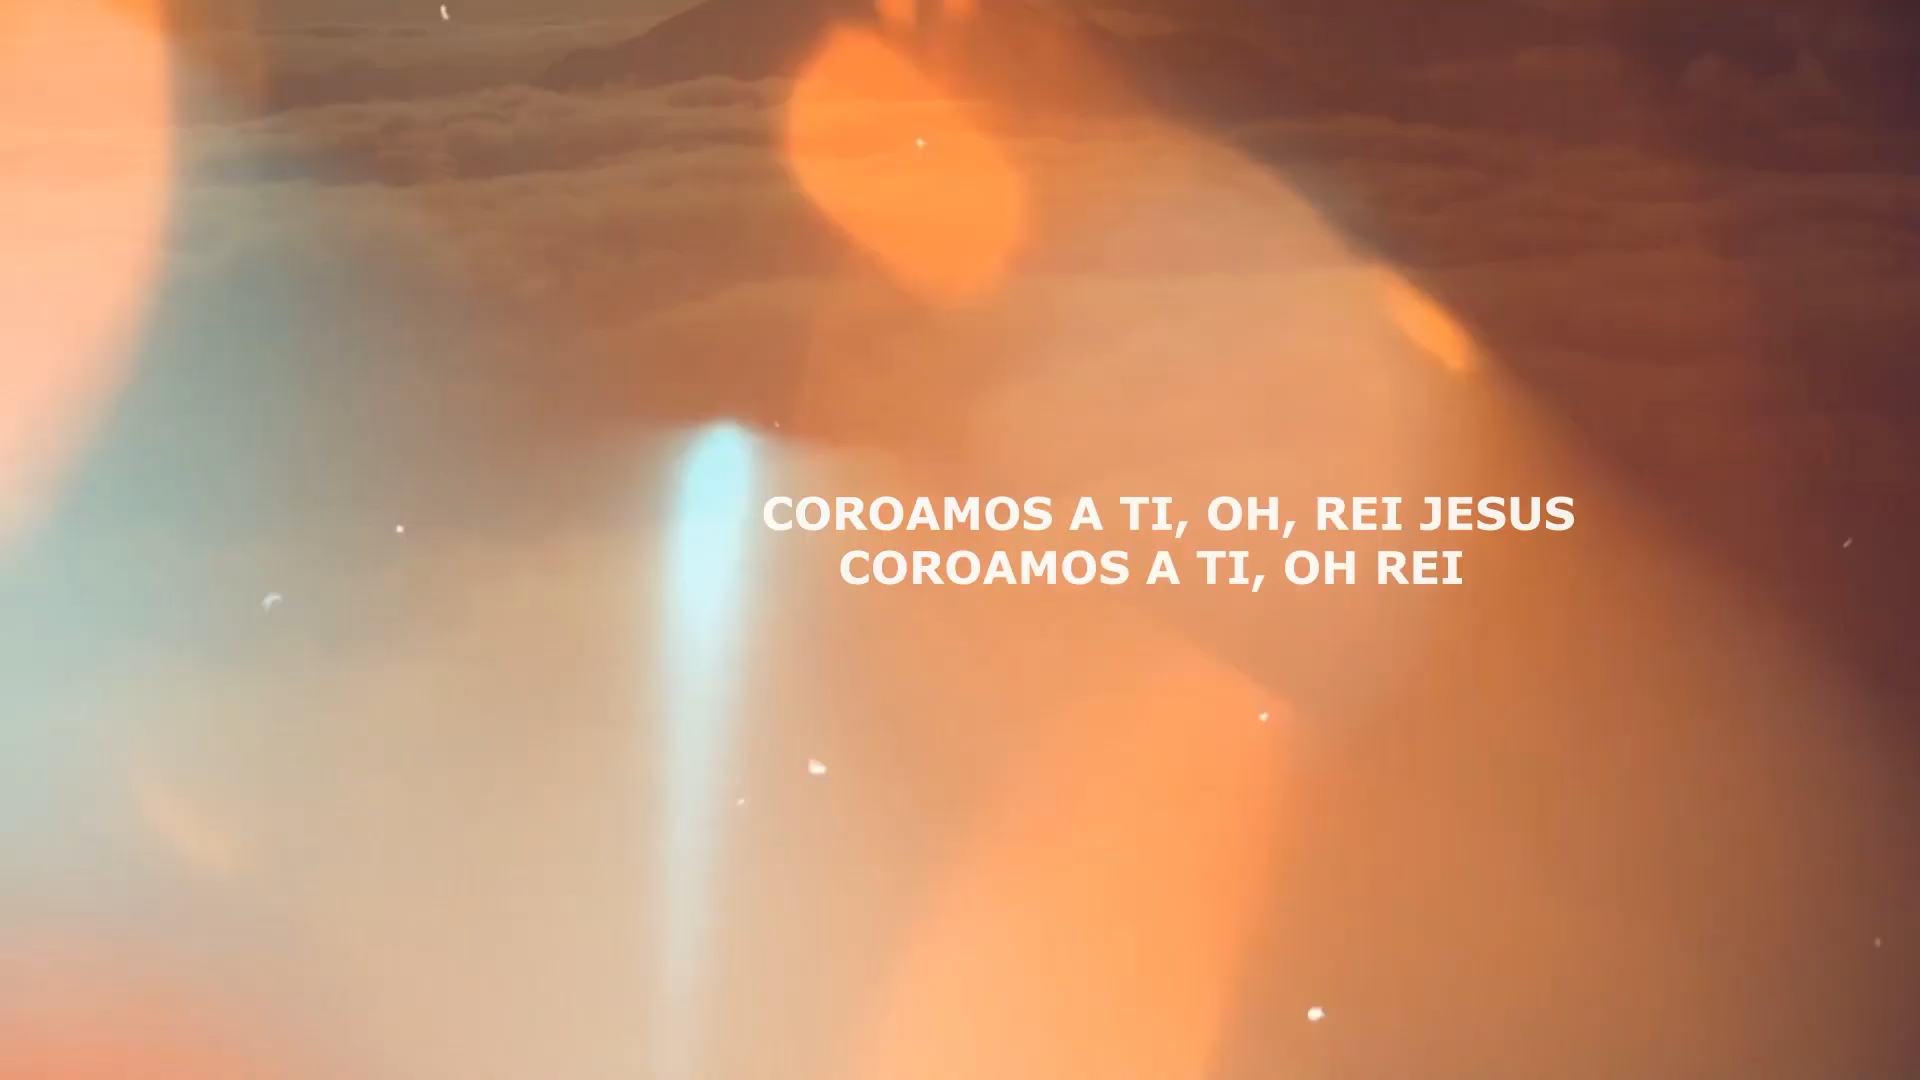 COROAMOS A TI, OH, REI JESUS
COROAMOS A TI, OH REI